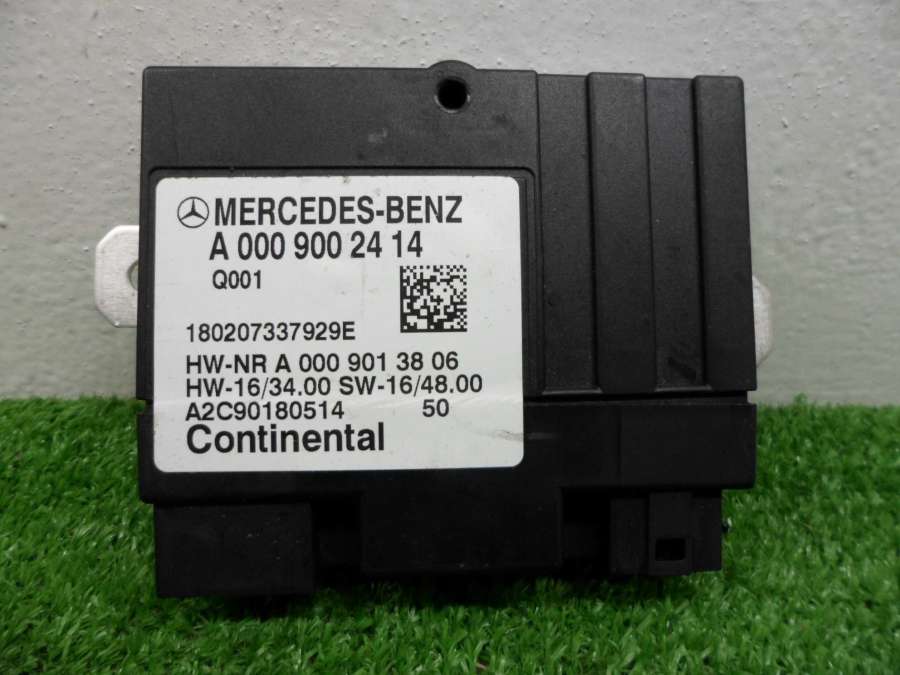 MERCEDES-BENZ
A 000 900 24 14
Q001
180207337929E
HW-NR A 000 901 38 06
HW-16/34.00 SW-16/48.00
A2C90180514 50
Continental